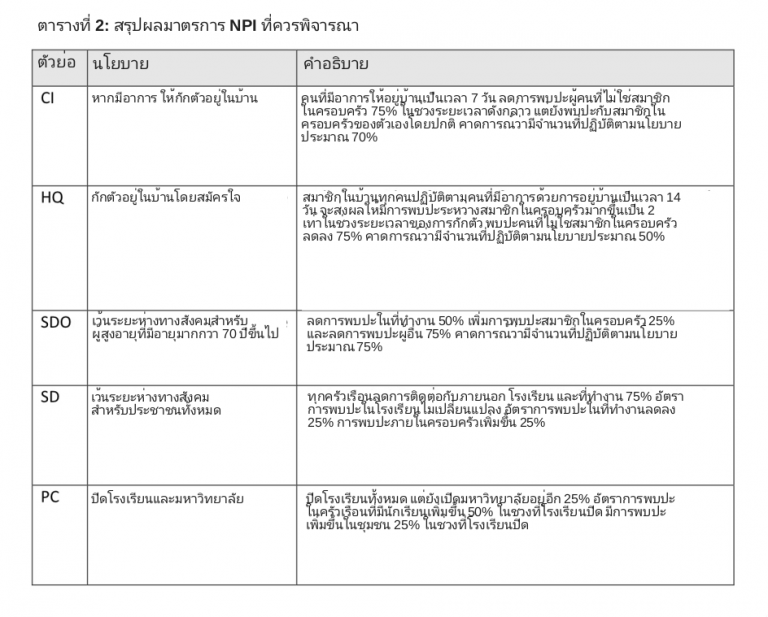 ตารางที่ 2: สรุปผลมาตรการ NPI ที่ควรพิจารณา
ตัวย่อ นโยบาย คำอธิบาย
CI หากมีอาการ ให้กักตัวอยู่ในบ้าน
คนที่มีอาการให้อยู่บ้านเป็นเวลา 7 วัน ลดการพบปะผู้คนที่ไม่ใช่สมาชิก
ในครอบครัว 75% ในช่วงระยะเวลาดังกล่าว แต่ยังพบปะกับสมาชิกใน
ครอบครัวของตัวเองโดยปกติ คาดการณ์ว่ามีจำนวนที่ปฏิบัติตามนโยบาย
ประมาณ 70%
HQ กักตัวอยู่ในบ้านโดยสมัครใจ
สมาชิกในบ้านทุกคนปฏิบัติตามคนที่มีอาการด้วยการอยู่บ้านเป็นเวลา 14
วัน จะส่งผลให้มีการพบปะระหว่างสมาชิกในครอบครัวมากขึ้นเป็น 2
เท่าในช่วงระยะเวลาของการกักตัว พบปะคนที่ไม่ใช่สมาชิกในครอบครัว
ลดลง 75% คาดการณ์ว่ามีจำนวนที่ปฏิบัติตามนโยบายประมาณ 50%
SDO เว้นระยะห่างทางสังคมสำหรับ
ผู้สูงอายุที่มีอายุมากกว่า 70 ปีขึ้นไป
ลดการพบปะในที่ทำงาน 50% เพิ่มการพบปะสมาชิกในครอบครัว 25%
และลดการพบปะผู้อื่น 75% คาดการณ์ว่ามีจำนวนที่ปฏิบัติตามนโยบาย
ประมาณ 75%
SD เว้นระยะห่างทางสังคม
สำหรับประชาชนทั้งหมด
ทุกครัวเรือนลดการติดต่อกับภายนอก โรงเรียน และที่ทำงาน 75% อัตรา
การพบปะในโรงเรียนไม่เปลี่ยนแปลง อัตราการพบปะในที่ทำงานลดลง
25% การพบปะภายในครอบครัวเพิ่มขึ้น 25%
PC ปิดโรงเรียนและมหาวิทยาลัย
ปิดโรงเรียนทั้งหมด แต่ยังเปิดมหาวิทยาลัยอยู่อีก 25% อัตราการพบปะ
ในครัวเรือนที่มีนักเรียนเพิ่มขึ้น 50% ในช่วงที่โรงเรียนปิด มีการพบปะ
เพิ่มขึ้นในชุมชน 25% ในช่วงที่โรงเรียนปิด